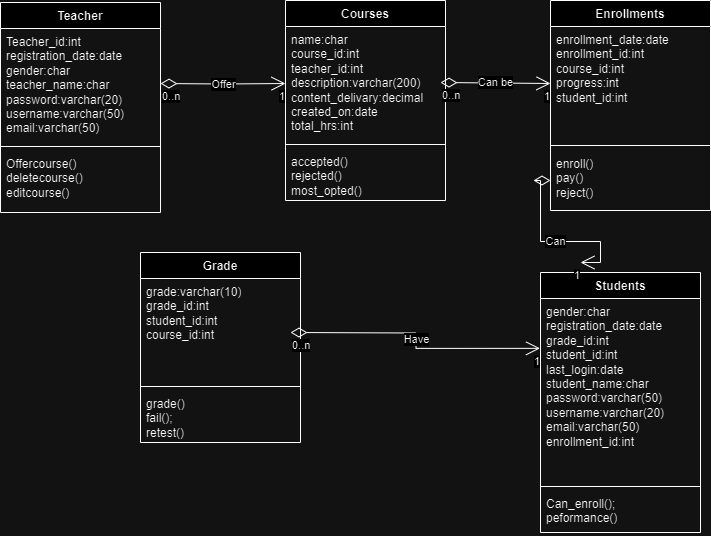 Teacher
Teacher_id:int
registration_date:date
gender:char
teacher_name:char
password:varchar(20)
username:varchar(50)
email:varchar(50)
Offercourse()
deletecourse()
editcourse()
0..n
Offer
1
Courses
name:char
course_id:int
teacher_id:int
description:varchar(200)
content_delivary:decimal
created_on:date
total_hrs:int
accepted()
rejected()
most_opted()
0..n
Can be
1
Enrollments
enrollment_date:date
enrollment_id:int
course_id:int
progress:int
student_id:int
enroll()
pay()
reject()
Can
1
Grade
grade:varchar(10)
grade_id:int
student_id:int
course_id:int
grade()
fail();
retest()
0..n
Have
1
Students
gender:char
registration_date:date
grade_id:int
student_id:int
last_login:date
student_name:char
password:varchar(50)
username:varchar(20)
email:varchar(50)
enrollment_id:int
Can_enroll();
peformance()